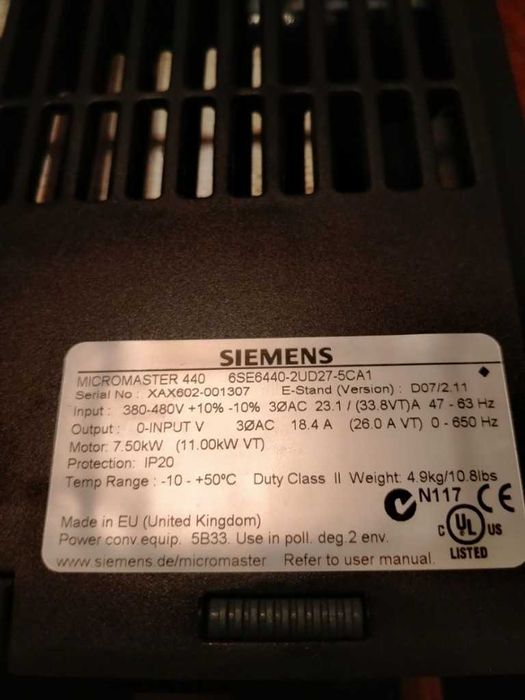 SIEMENS
MICROMASTER 440 6SE6440-2UD27-5CA1
Serial No : XAX602-001307 E-Stand (Version) : D07/2.11
Input : 380-480V +10% -10% 3ØAC 23.1 / (33.8VT)A 47 - 63 Hz
Output : 0-INPUT V 3ØAC 18.4 A (26.0 A VT) 0 - 650 Hz
Motor: 7.50kW (11.00kW VT)
Protection: IP20
Temp Range : -10 - +50ºC Duty Class II Weight: 4.9kg/10.8lbs
N117 CE
Made in EU (United Kingdom)
C UL US
Power conv.equip. 5B33. Use in poll. deg.2 env.
LISTED
www.siemens.de/micromaster Refer to user manual.